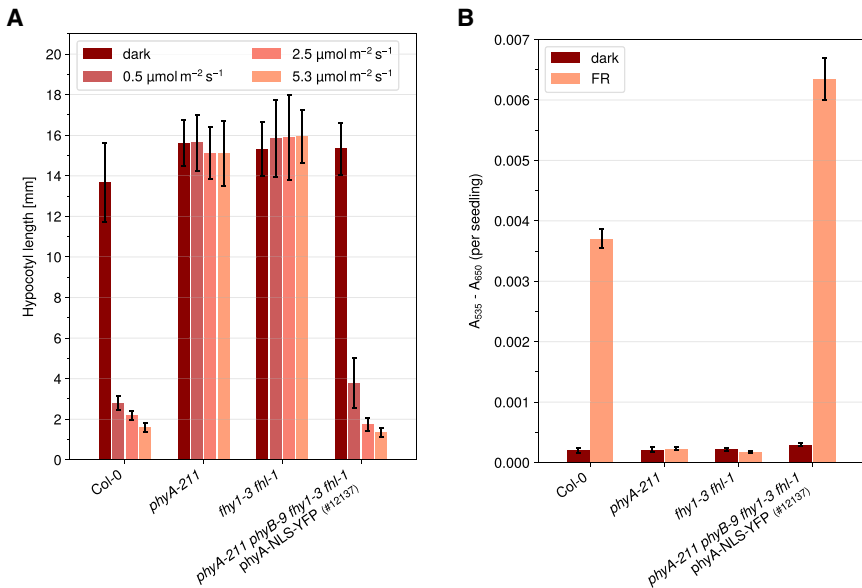 A
Hypocotyl length [mm]
0
2
4
6
8
10
12
14
16
18
20
dark
0.5 µmol m⁻² s⁻¹
2.5 µmol m⁻² s⁻¹
5.3 µmol m⁻² s⁻¹
Col-0
phyA-211
fhy1-3 fhl-1
phyA-211 phyB-9 fhy1-3 fhl-1
phyA-NLS-YFP (#12137)
B
A₅₃₅ - A₆₅₀ (per seedling)
0.000
0.001
0.002
0.003
0.004
0.005
0.006
0.007
dark
FR
Col-0
phyA-211
fhy1-3 fhl-1
phyA-211 phyB-9 fhy1-3 fhl-1
phyA-NLS-YFP (#12137)